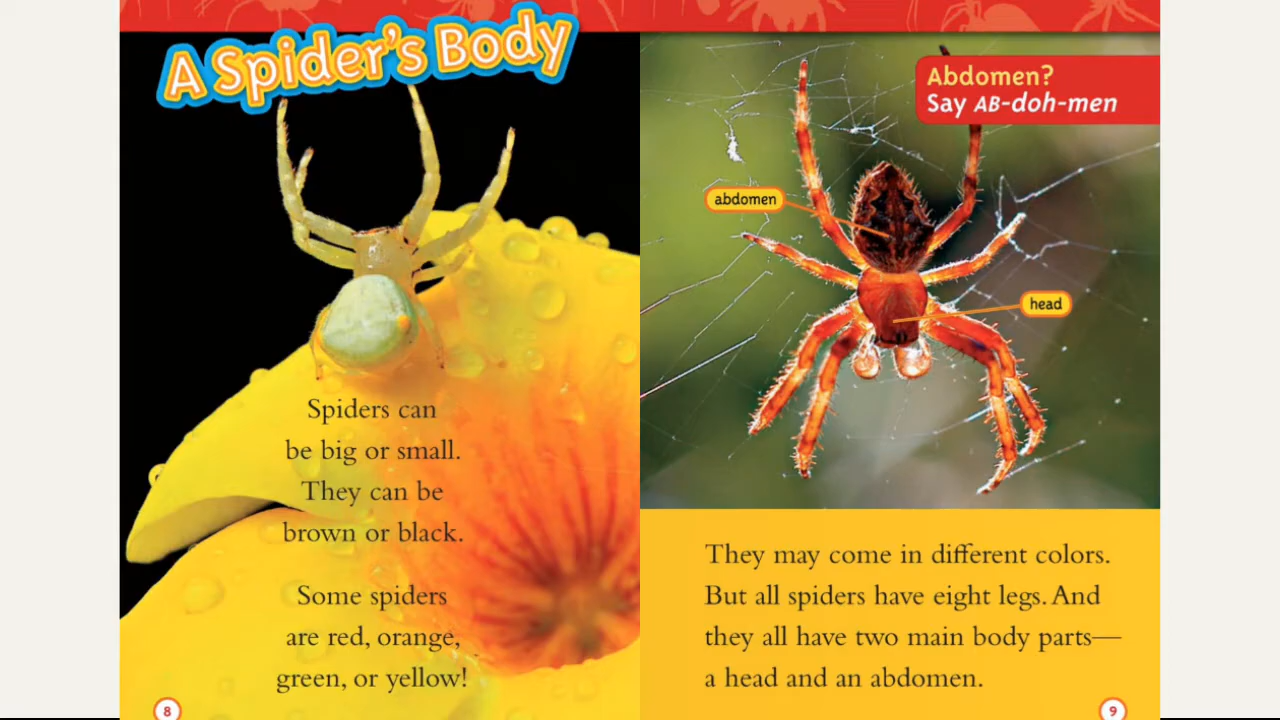 A Spider's Body
Spiders can
be big or small.
They can be
brown or black.
Some spiders
are red, orange,
green, or yellow!
8
Abdomen?
Say AB-doh-men
abdomen
head
They may come in different colors.
But all spiders have eight legs. And
they all have two main body parts—
a head and an abdomen.
9